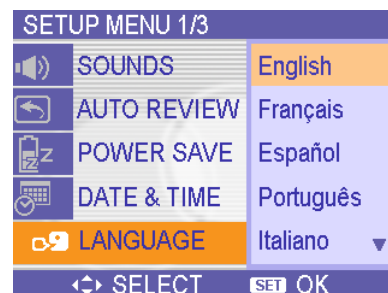 SETUP MENU 1/3
SOUNDS English
AUTO REVIEW Français
POWER SAVE Español
DATE & TIME Português
LANGUAGE Italiano
SELECT SET OK